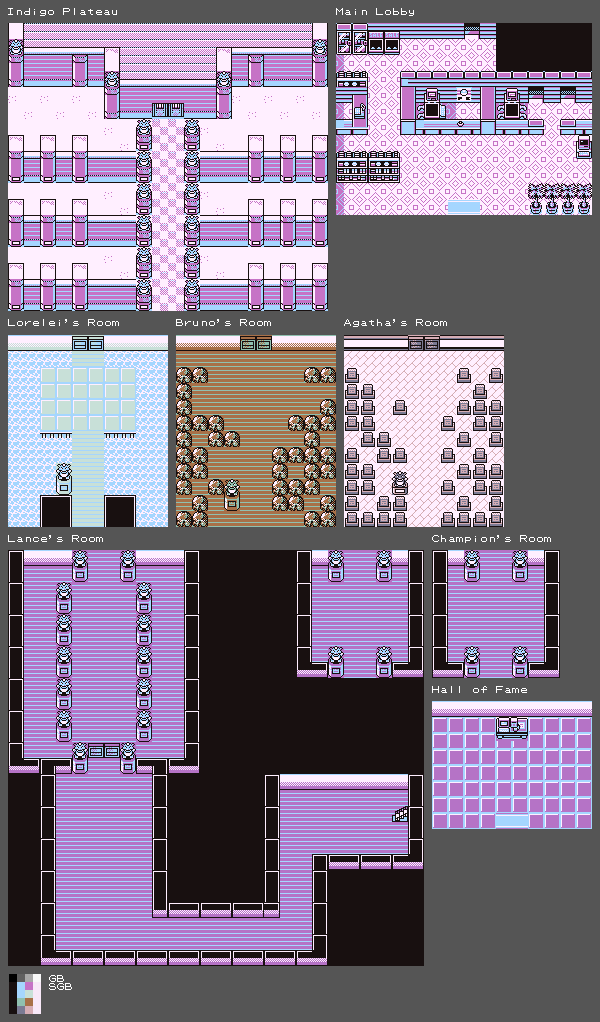 Indigo Plateau
Main Lobby
Lorelei's Room
Bruno's Room
Agatha's Room
Lance's Room
Champion's Room
Hall of Fame
GB
SGB